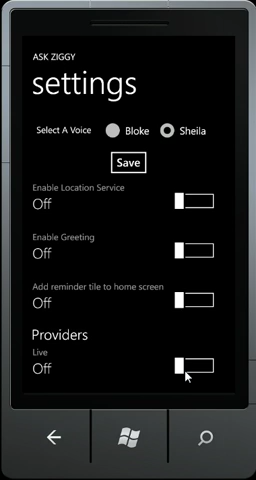 ASK ZIGGY
settings
Select A Voice Bloke Sheila
Save
Enable Location Service
Off
Enable Greeting
Off
Add reminder tile to home screen
Off
Providers
Live
Off